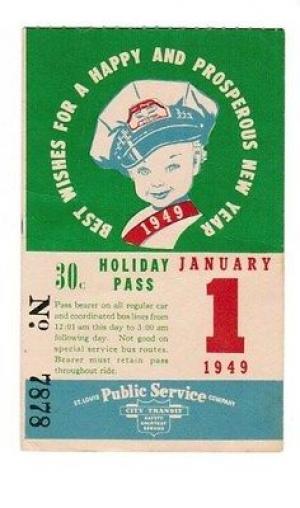 BEST WISHES FOR A HAPPY AND PROSPEROUS NEW YEAR
1949
30c
HOLIDAY
PASS
JANUARY
1
1949
Pass bearer on all regular car
and coordinated bus lines from
12:01 am this day to 3:00 am
following day. Not good on
special service bus routes.
Bearer must retain pass
throughout ride.
No. 7878
ST. LOUIS Public Service COMPANY
CITY TRANSIT
SAFETY
COURTESY
SERVICE